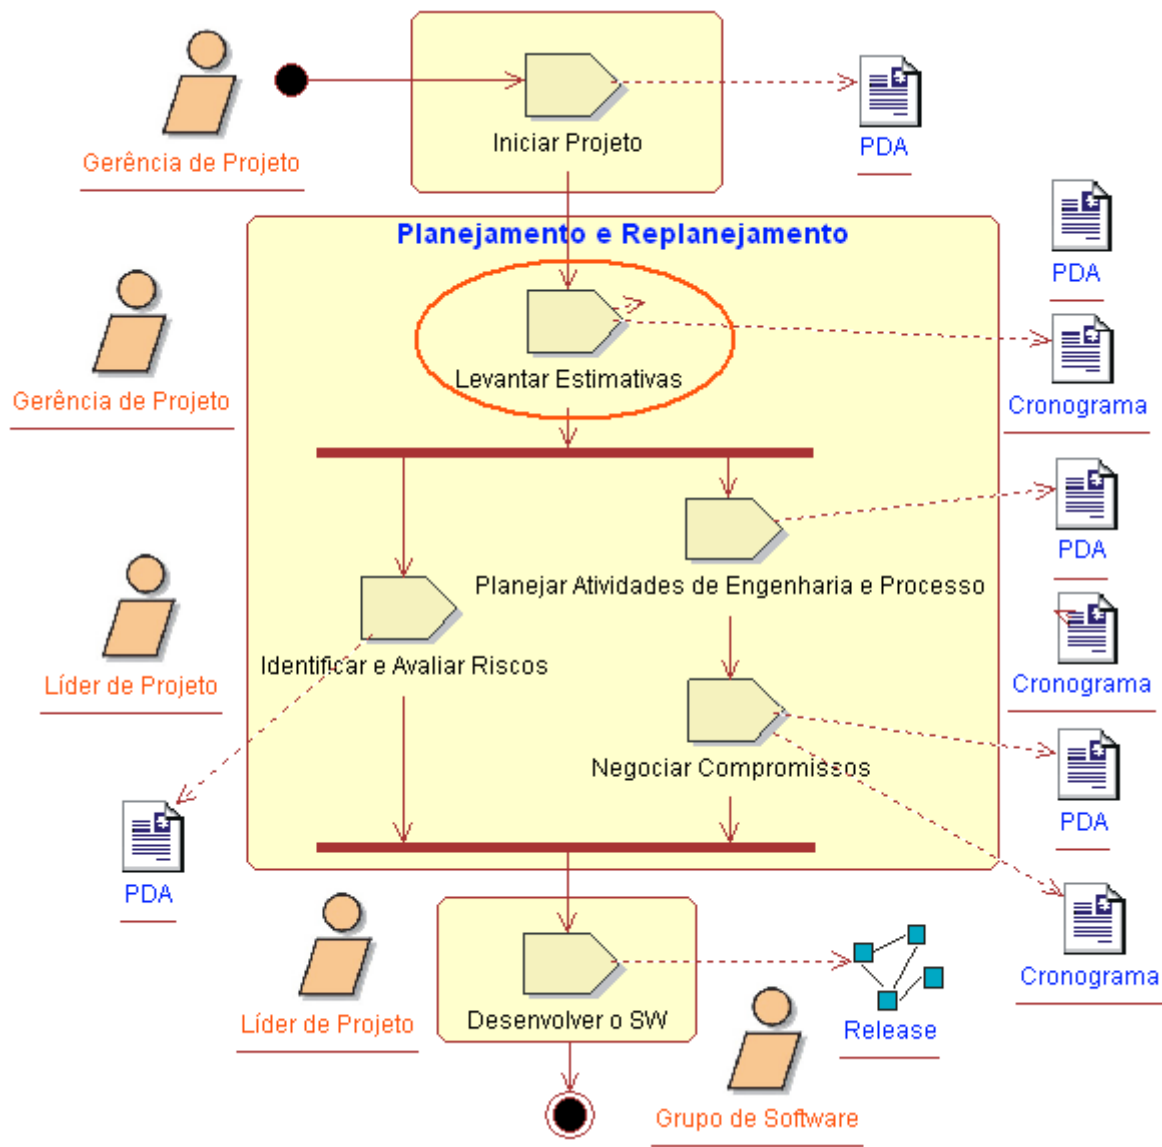 Iniciar Projeto
Gerência de Projeto
PDA
Planejamento e Replanejamento
PDA
Levantar Estimativas
Gerência de Projeto
Cronograma
PDA
Planejar Atividades de Engenharia e Processo
Identificar e Avaliar Riscos
Líder de Projeto
Cronograma
Negociar Compromissos
PDA
PDA
Cronograma
Líder de Projeto
Desenvolver o SW
Release
Grupo de Software